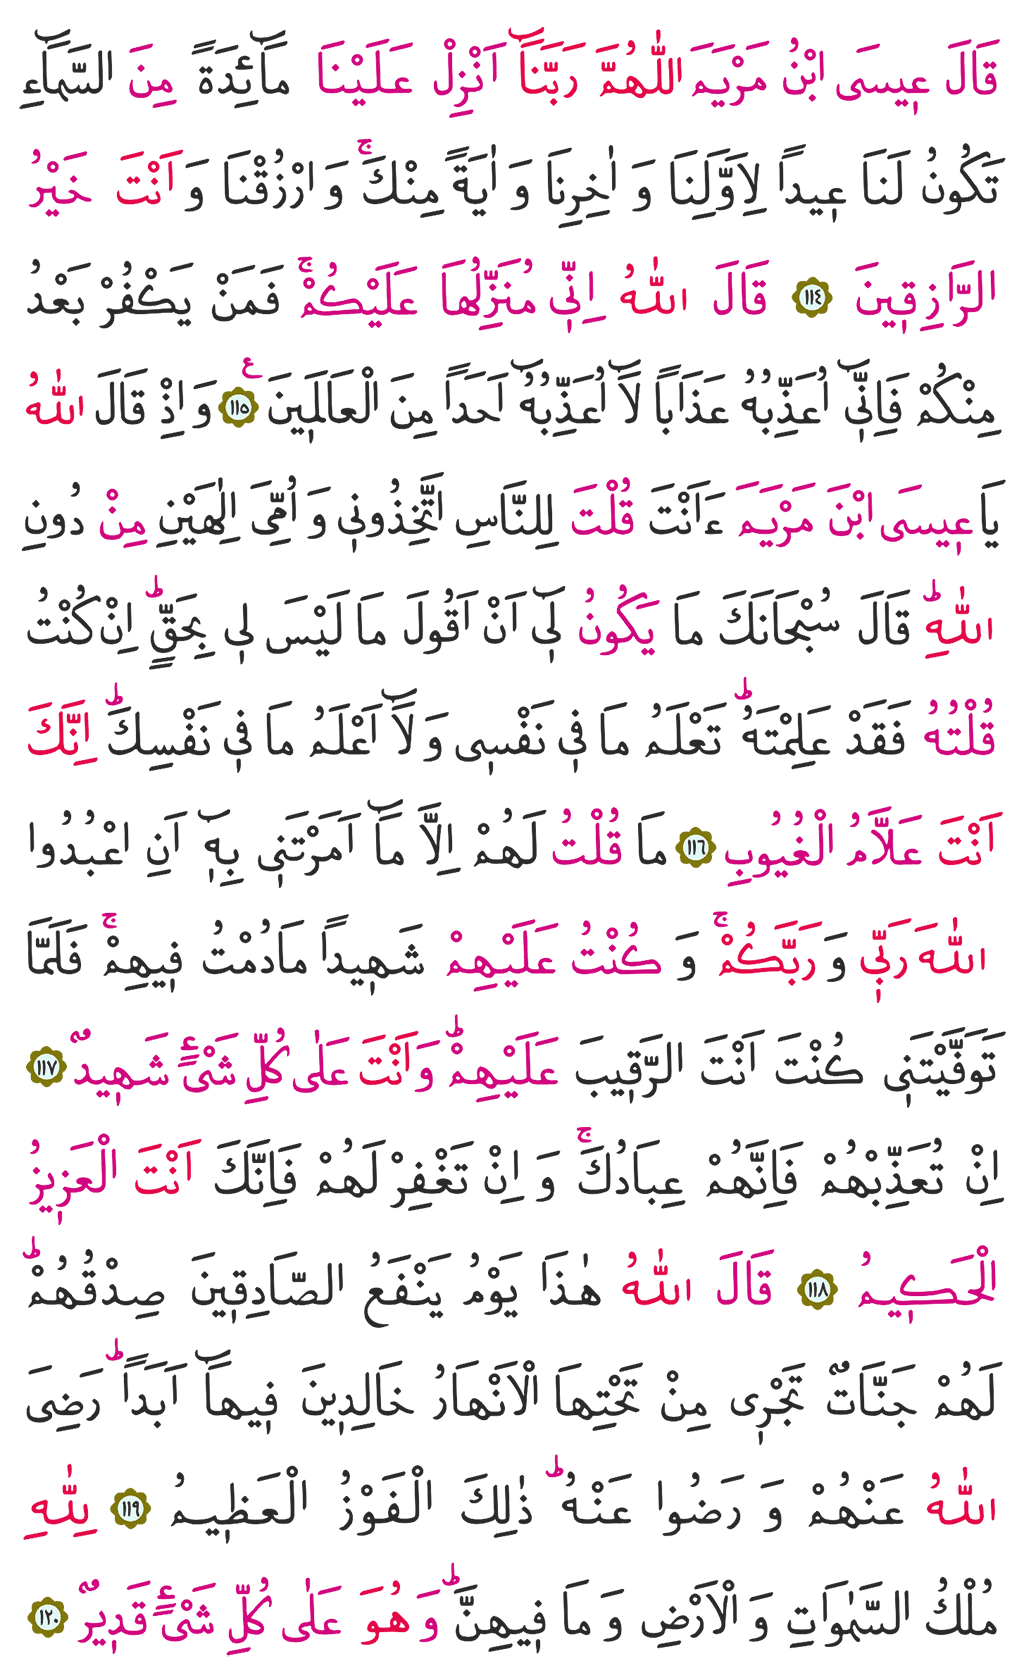 قَالَ عٖيسَى ابْنُ مَرْيَمَ اللّٰهُمَّ رَبَّنَٓا اَنْزِلْ عَلَيْنَا مَٓائِدَةً مِنَ السَّمَٓاءِ
تَكُونُ لَنَا عٖيداً لِاَوَّلِنَا وَ اٰخِرِنَا وَ اٰيَةً مِنْكَۚ وَ ارْزُقْنَا وَ اَنْتَ خَيْرُ
الرَّازِقٖينَ ﴿١١٤﴾ قَالَ اللّٰهُ اِنّٖي مُنَزِّلُهَا عَلَيْكُمْۚ فَمَنْ يَكْفُرْ بَعْدُ
مِنْكُمْ فَاِنّٖٓي اُعَذِّبُهُ عَذَاباً لَٓا اُعَذِّبُهُٓ اَحَداً مِنَ الْعَالَمٖينَ ﴿١١٥﴾ࣖ وَ اِذْ قَالَ اللّٰهُ
يَا عٖيسَى ابْنَ مَرْيَمَ ءَاَنْتَ قُلْتَ لِلنَّاسِ اتَّخِذُونٖي وَ اُمِّيَ اِلٰهَيْنِ مِنْ دُونِ
اللّٰهِؕ قَالَ سُبْحَانَكَ مَا يَكُونُ لٖٓي اَنْ اَقُولَ مَا لَيْسَ لٖي بِحَقٍّؕ اِنْ كُنْتُ
قُلْتُهُ فَقَدْ عَلِمْتَهُؕ تَعْلَمُ مَا فٖي نَفْسٖي وَ لَٓا اَعْلَمُ مَا فٖي نَفْسِكَؕ اِنَّكَ
اَنْتَ عَلَّامُ الْغُيُوبِ ﴿١١٦﴾ مَا قُلْتُ لَهُمْ اِلَّا مَٓا اَمَرْتَنٖي بِهٖٓ اَنِ اعْبُدُوا
اللّٰهَ رَبّٖي وَ رَبَّكُمْۚ وَ كُنْتُ عَلَيْهِمْ شَهٖيداً مَادُمْتُ فٖيهِمْۚ فَلَمَّا
تَوَفَّيْتَنٖي كُنْتَ اَنْتَ الرَّقٖيبَ عَلَيْهِمْؕ وَ اَنْتَ عَلٰى كُلِّ شَیْءٍ شَهٖيدٌ ﴿١١٧﴾
اِنْ تُعَذِّبْهُمْ فَاِنَّهُمْ عِبَادُكَۚ وَ اِنْ تَغْفِرْ لَهُمْ فَاِنَّكَ اَنْتَ الْعَزٖيزُ
الْحَكٖيمُ ﴿١١٨﴾ قَالَ اللّٰهُ هٰذَا يَوْمُ يَنْفَعُ الصَّادِقٖينَ صِدْقُهُمْؕ
لَهُمْ جَنَّاتٌ تَجْرٖي مِنْ تَحْتِهَا الْاَنْهَارُ خَالِدٖينَ فٖيهَٓا اَبَداًؕ رَضِيَ
اللّٰهُ عَنْهُمْ وَ رَضُوا عَنْهُؕ ذٰلِكَ الْفَوْزُ الْعَظٖيمُ ﴿١١٩﴾ لِلّٰهِ
مُلْكُ السَّمٰوَاتِ وَ الْاَرْضِ وَ مَا فٖيهِنَّؕ وَ هُوَ عَلٰى كُلِّ شَیْءٍ قَدٖيرٌ ﴿١٢٠﴾